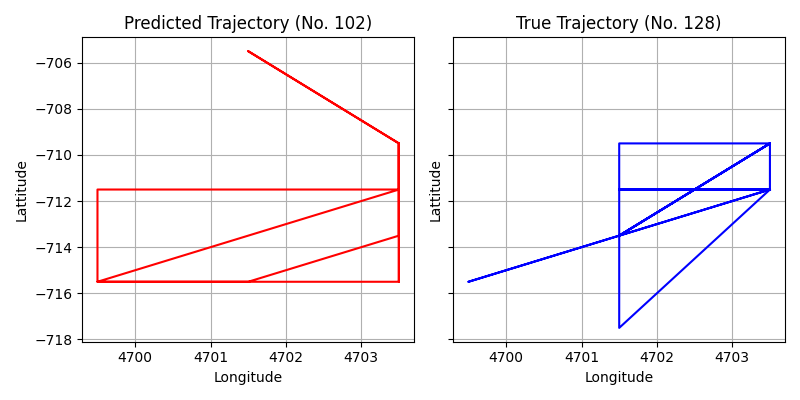 Predicted Trajectory (No. 102)
True Trajectory (No. 128)
Lattitude
−706
−708
−710
−712
−714
−716
−718
4700
4701
4702
4703
Longitude
Lattitude
4700
4701
4702
4703
Longitude